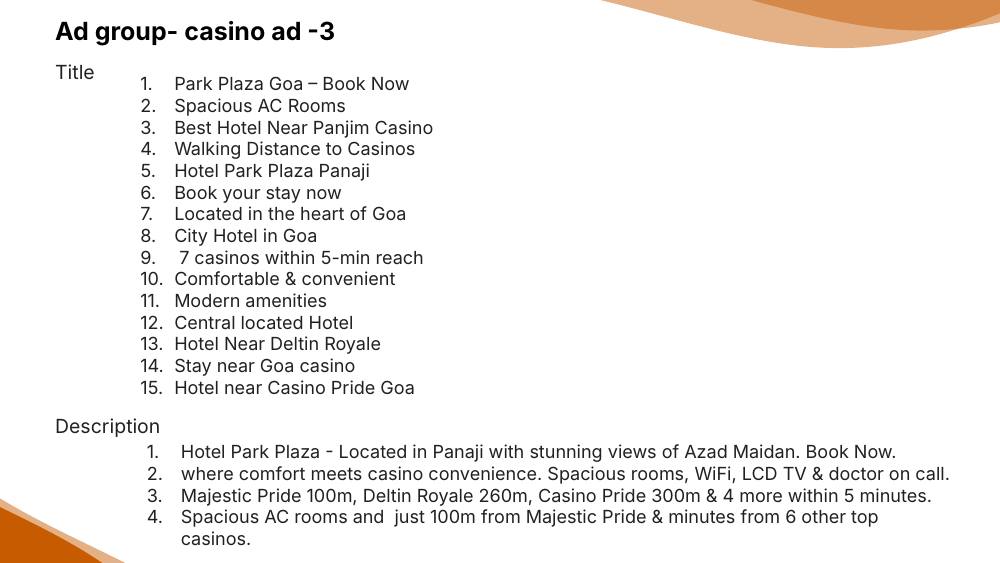 Ad group- casino ad -3
Title
1. Park Plaza Goa – Book Now
2. Spacious AC Rooms
3. Best Hotel Near Panjim Casino
4. Walking Distance to Casinos
5. Hotel Park Plaza Panaji
6. Book your stay now
7. Located in the heart of Goa
8. City Hotel in Goa
9. 7 casinos within 5-min reach
10. Comfortable & convenient
11. Modern amenities
12. Central located Hotel
13. Hotel Near Deltin Royale
14. Stay near Goa casino
15. Hotel near Casino Pride Goa
Description
1. Hotel Park Plaza - Located in Panaji with stunning views of Azad Maidan. Book Now.
2. where comfort meets casino convenience. Spacious rooms, WiFi, LCD TV & doctor on call.
3. Majestic Pride 100m, Deltin Royale 260m, Casino Pride 300m & 4 more within 5 minutes.
4. Spacious AC rooms and just 100m from Majestic Pride & minutes from 6 other top
casinos.